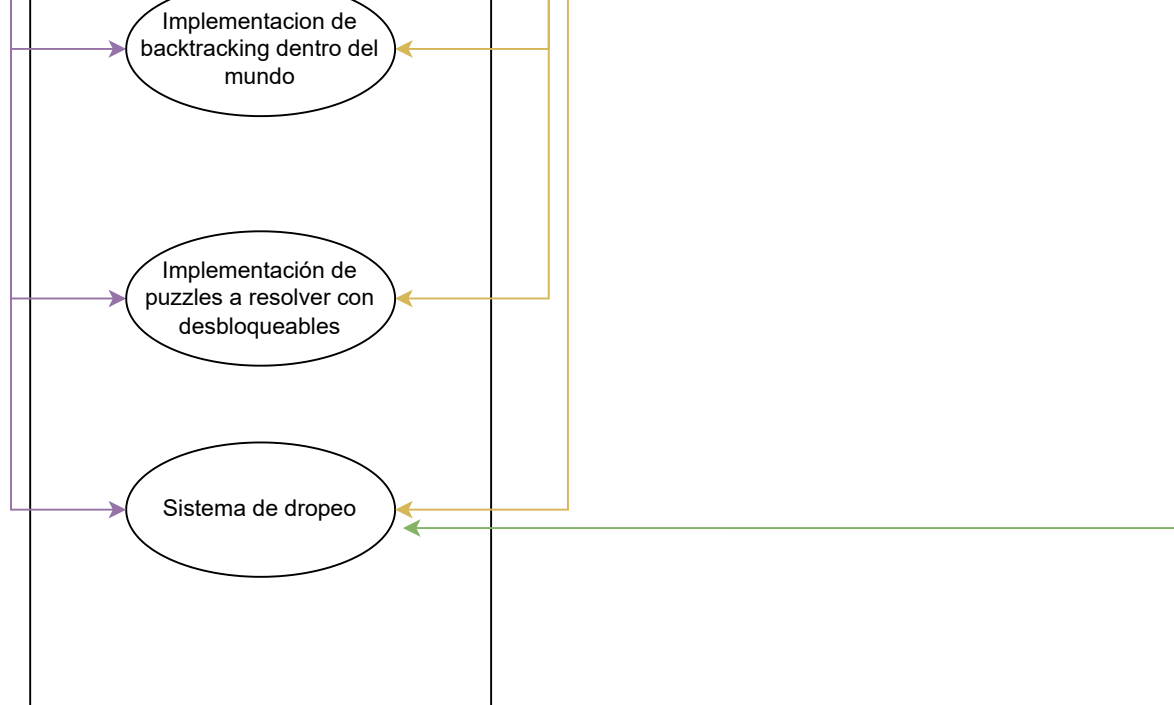 Implementacion de
backtracking dentro del
mundo
Implementación de
puzzles a resolver con
desbloqueables
Sistema de dropeo